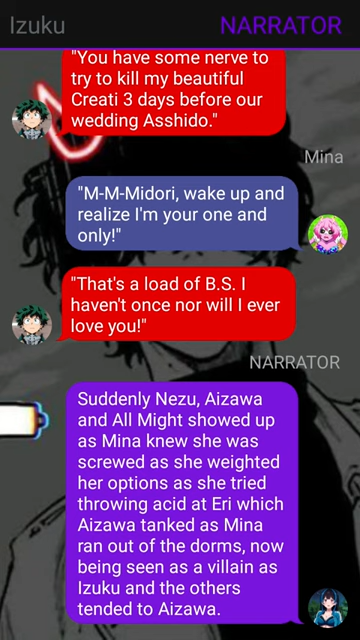 Izuku
NARRATOR
"You have some nerve to
try to kill my beautiful
Creati 3 days before our
wedding Asshido."
Mina
"M-M-Midori, wake up and
realize I'm your one and
only!"
"That's a load of B.S. I
haven't once nor will I ever
love you!"
NARRATOR
Suddenly Nezu, Aizawa
and All Might showed up
as Mina knew she was
screwed as she weighted
her options as she tried
throwing acid at Eri which
Aizawa tanked as Mina
ran out of the dorms, now
being seen as a villain as
Izuku and the others
tended to Aizawa.